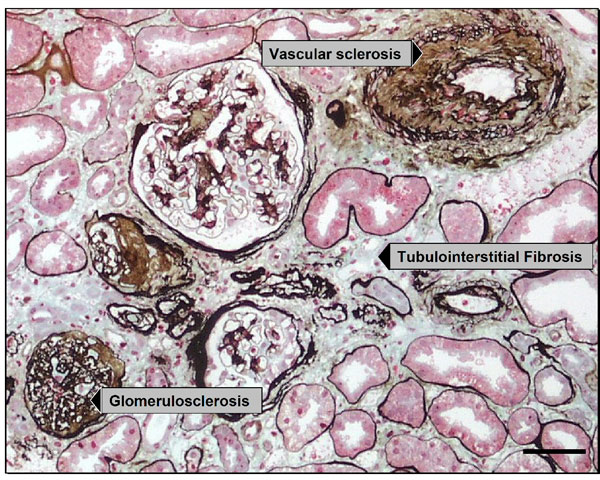 Vascular sclerosis
Tubulointerstitial Fibrosis
Glomerulosclerosis